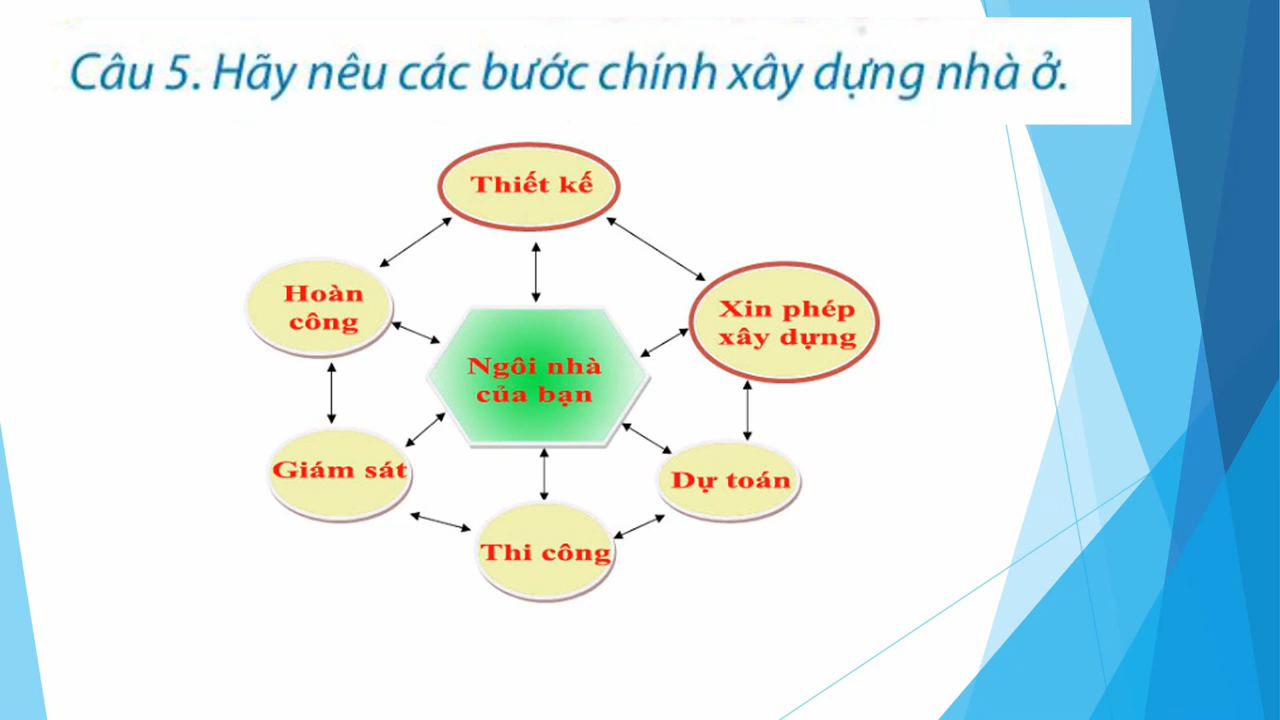 Câu 5. Hãy nêu các bước chính xây dựng nhà ở.
Thiết kế
Hoàn
công
Xin phép
xây dựng
Ngôi nhà
của bạn
Giám sát
Dự toán
Thi công